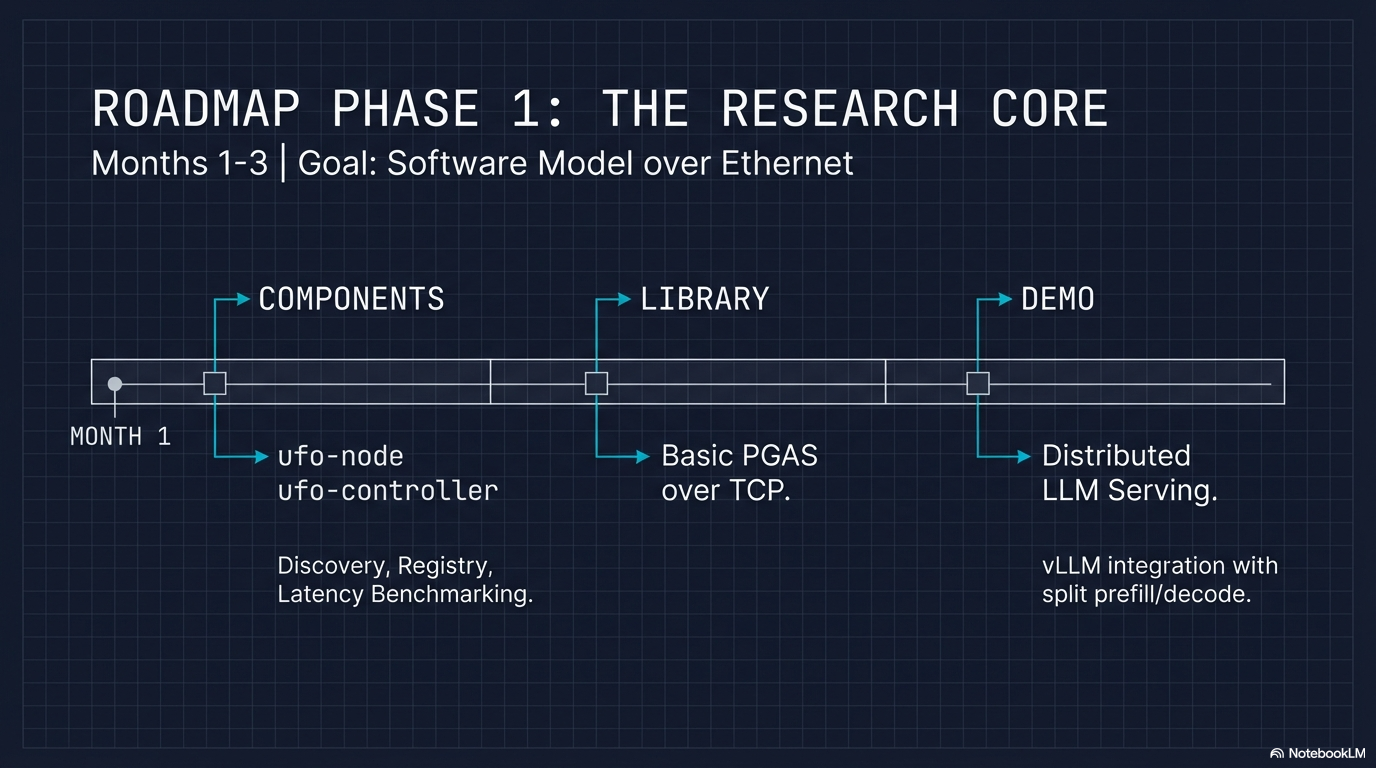 ROADMAP PHASE 1: THE RESEARCH CORE
Months 1-3 | Goal: Software Model over Ethernet
COMPONENTS
LIBRARY
DEMO
MONTH 1
ufo-node
ufo-controller
Discovery, Registry,
Latency Benchmarking.
Basic PGAS
over TCP.
Distributed
LLM Serving.
vLLM integration with
split prefill/decode.
NotebookLM